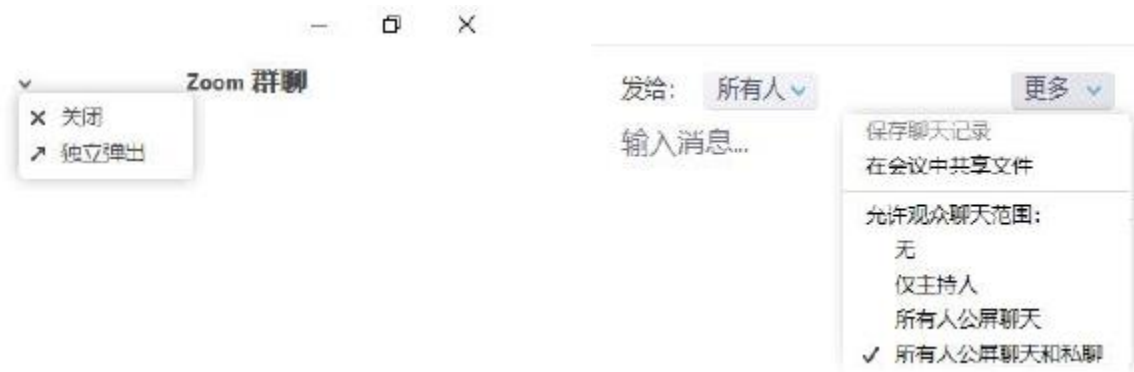 Zoom 群聊
关闭
独立弹出
发给: 所有人
更多
输入消息...
保存聊天记录
在会议中共享文件
允许观众聊天范围:
无
仅主持人
所有人公屏聊天
所有人公屏聊天和私聊